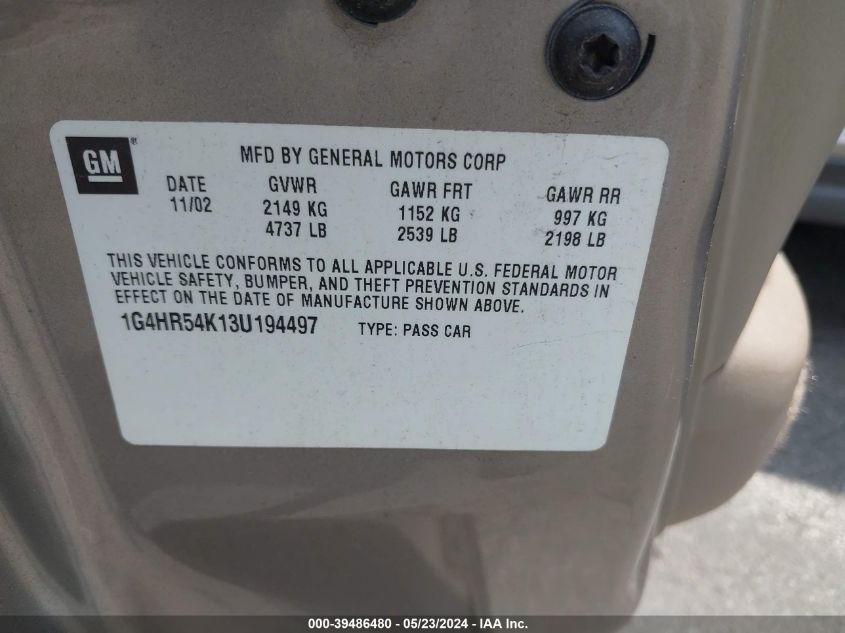 GM®
MFD BY GENERAL MOTORS CORP
DATE GVWR GAWR FRT GAWR RR
11/02 2149 KG 1152 KG 997 KG
4737 LB 2539 LB 2198 LB
THIS VEHICLE CONFORMS TO ALL APPLICABLE U.S. FEDERAL MOTOR
VEHICLE SAFETY, BUMPER, AND THEFT PREVENTION STANDARDS IN
EFFECT ON THE DATE OF MANUFACTURE SHOWN ABOVE.
1G4HR54K13U194497 TYPE: PASS CAR
000-39486480 - 05/23/2024 - IAA Inc.